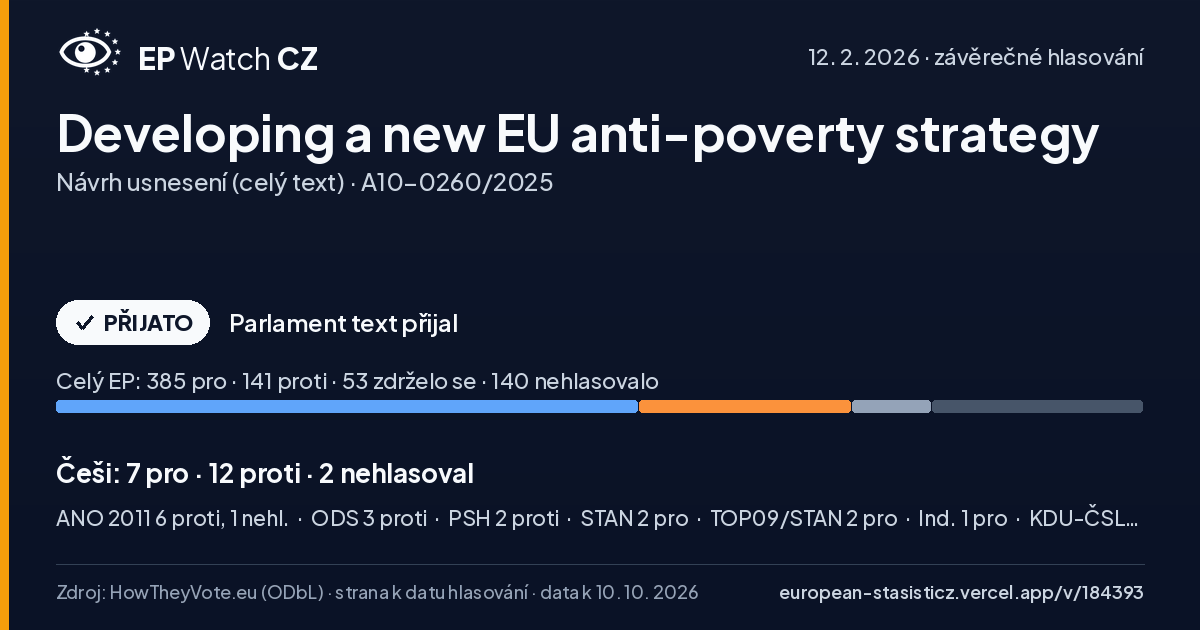 EP Watch CZ
12. 2. 2026 · závěrečné hlasování
Developing a new EU anti-poverty strategy
Návrh usnesení (celý text) · A10-0260/2025
✓ PŘIJATO Parlament text přijal
Celý EP: 385 pro · 141 proti · 53 zdrželo se · 140 nehlasovalo
Češi: 7 pro · 12 proti · 2 nehlasoval
ANO 2011 6 proti, 1 nehl. · ODS 3 proti · PSH 2 proti · STAN 2 pro · TOP09/STAN 2 pro · Ind. 1 pro · KDU-ČSL…
Zdroj: HowTheyVote.eu (ODbL) · strana k datu hlasování · data k 10. 10. 2026
european-stasisticz.vercel.app/v/184393